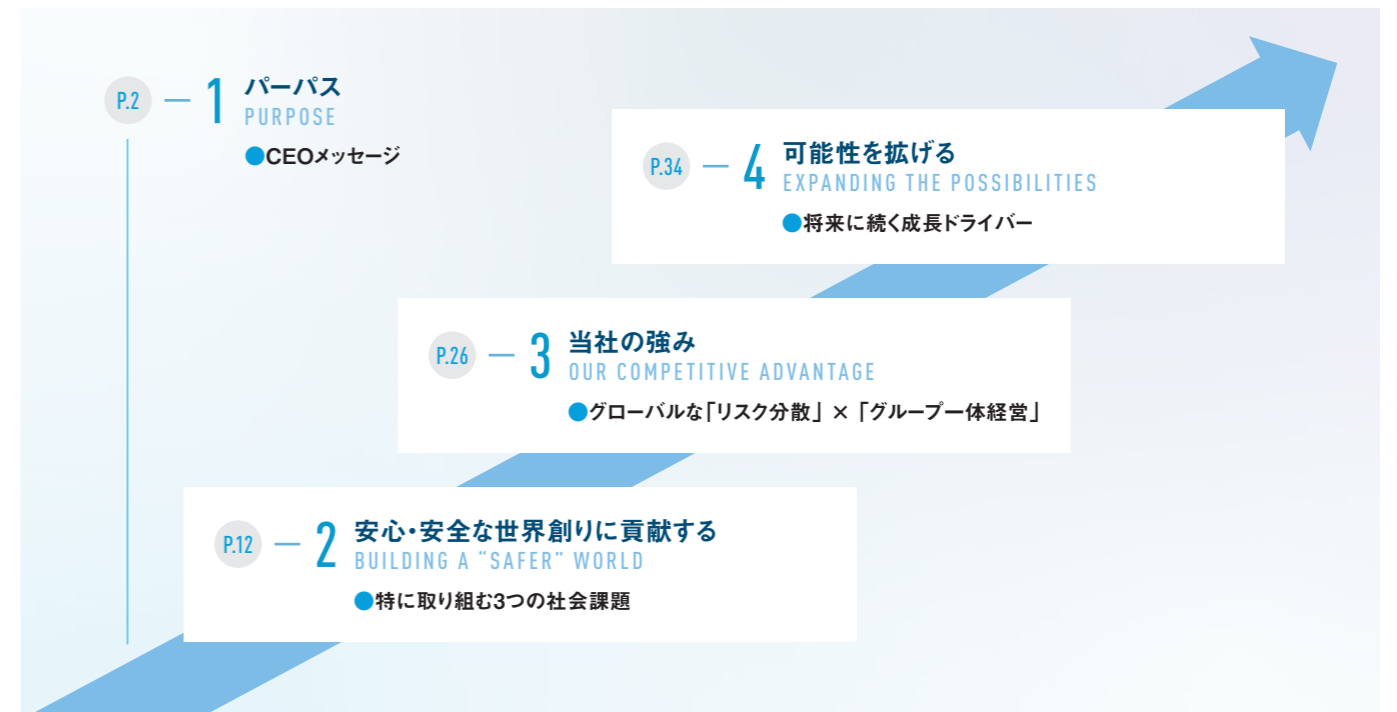 P.2 — 1 パーパス
PURPOSE
●CEOメッセージ
P.34 — 4 可能性を拡げる
EXPANDING THE POSSIBILITIES
●将来に続く成長ドライバー
P.26 — 3 当社の強み
OUR COMPETITIVE ADVANTAGE
●グローバルな「リスク分散」×「グループ一体経営」
P.12 — 2 安心・安全な世界創りに貢献する
BUILDING A “SAFER” WORLD
●特に取り組む3つの社会課題